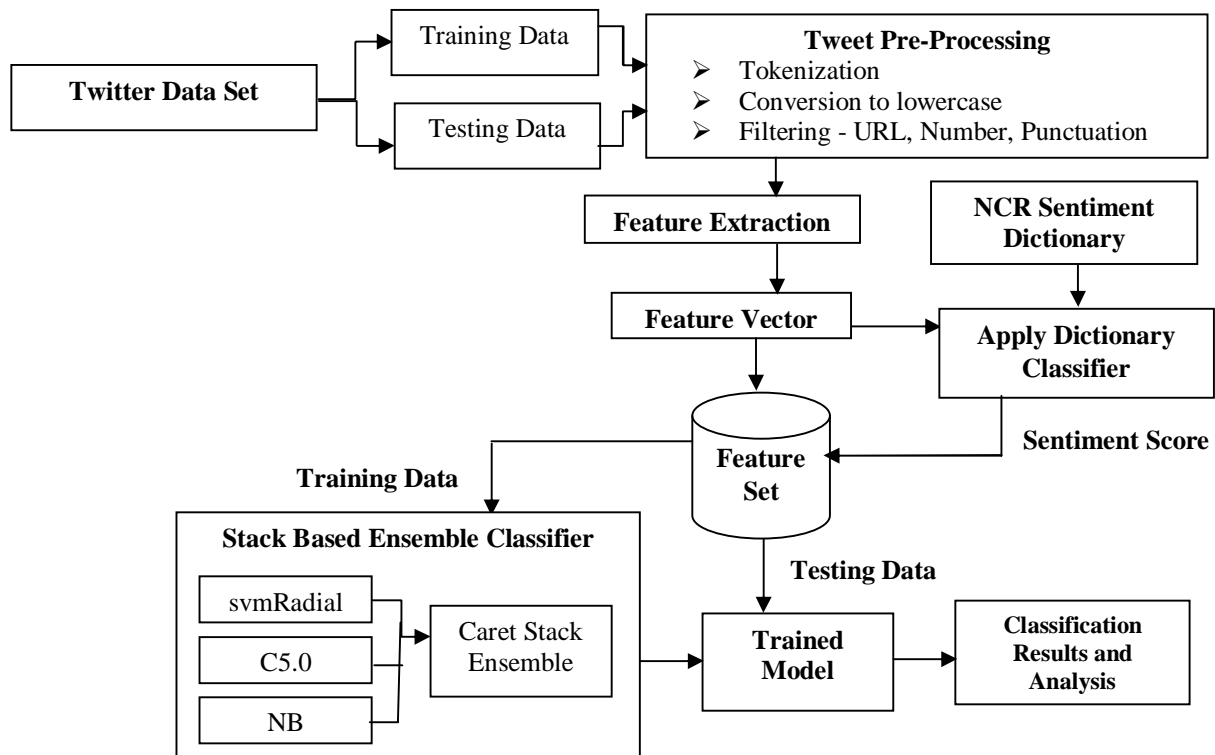 Twitter Data Set
Training Data
Testing Data
Tweet Pre-Processing
➢ Tokenization
➢ Conversion to lowercase
➢ Filtering - URL, Number, Punctuation
Feature Extraction
NCR Sentiment
Dictionary
Feature Vector
Apply Dictionary
Classifier
Sentiment Score
Feature
Set
Training Data
Stack Based Ensemble Classifier
svmRadial
C5.0
NB
Caret Stack
Ensemble
Testing Data
Trained
Model
Classification
Results and
Analysis